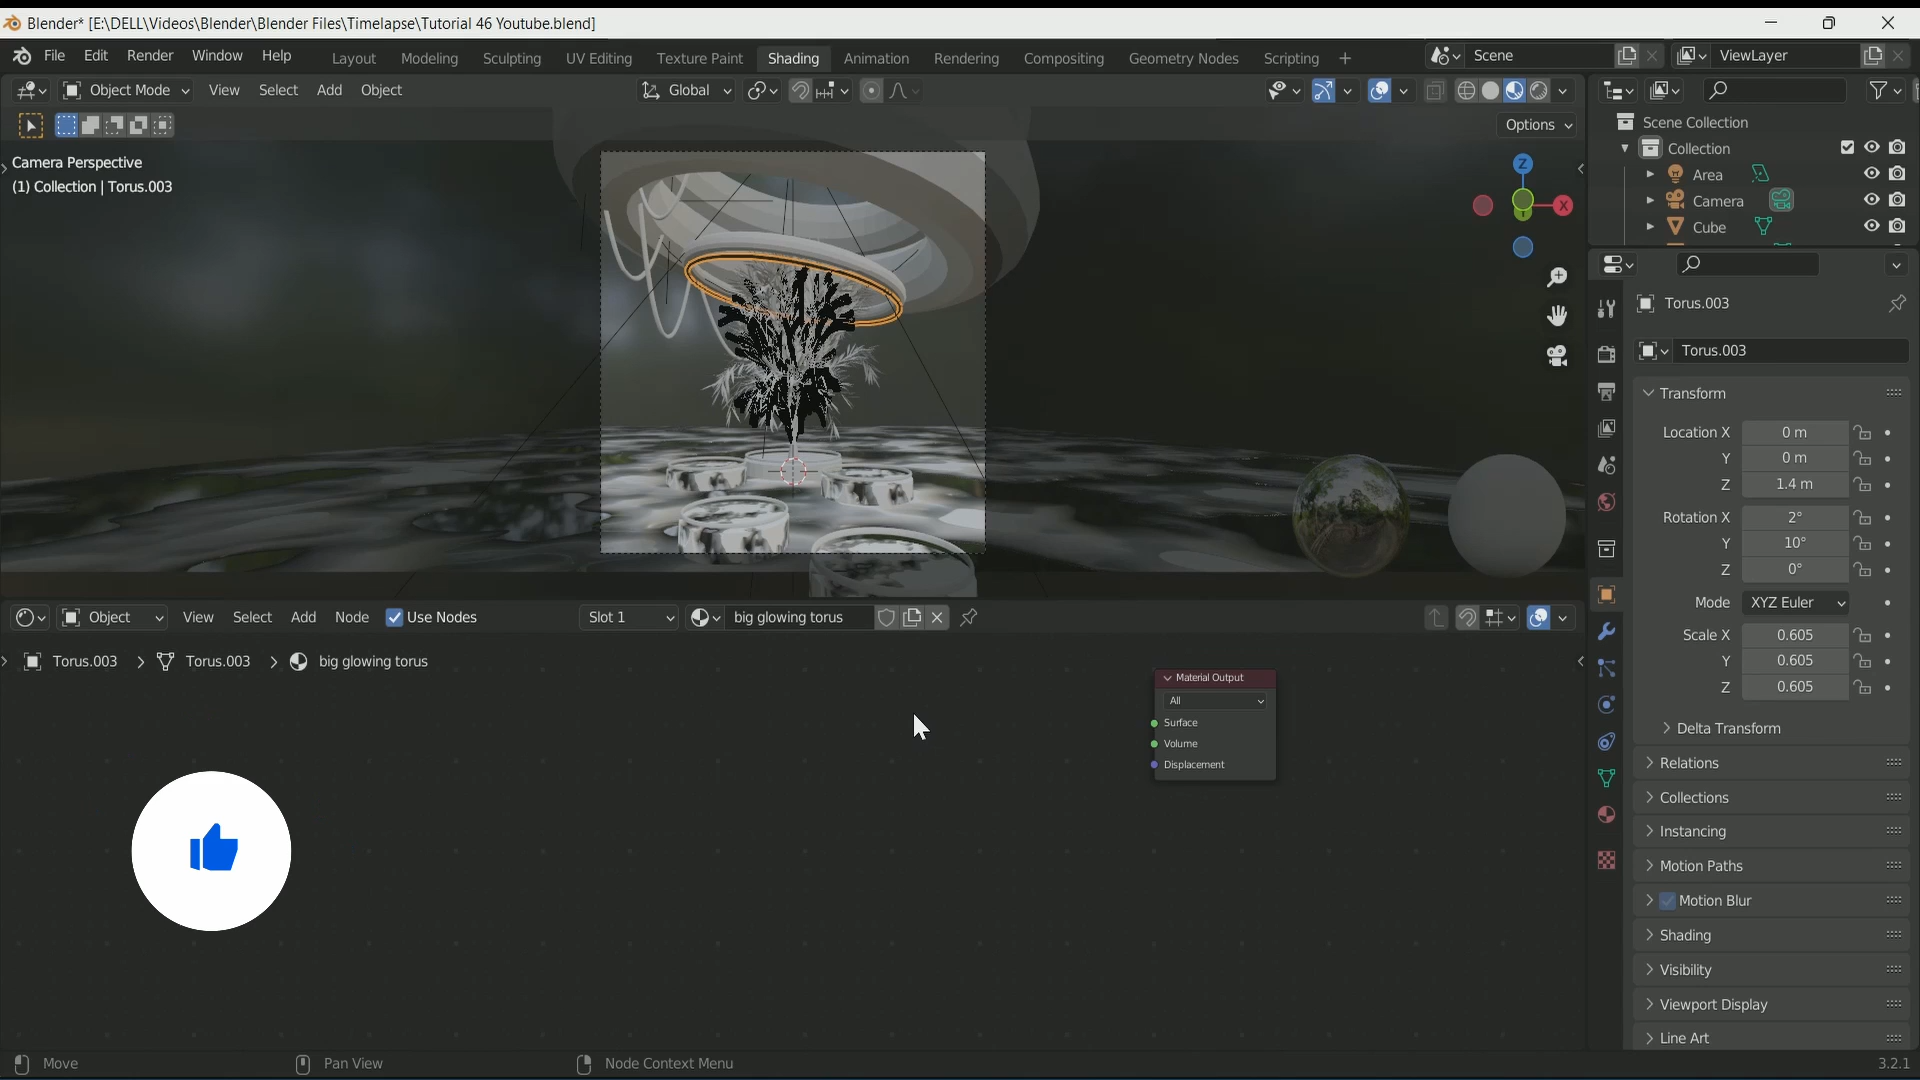 Blender* [E:\DELL\Videos\Blender\Blender Files\Timelapse\Tutorial 46 Youtube.blend]
File Edit Render Window Help Layout Modeling Sculpting UV Editing Texture Paint Shading Animation Rendering Compositing Geometry Nodes Scripting + Scene ViewLayer
Object Mode View Select Add Object Global
Options
Camera Perspective
(1) Collection | Torus.003
Z
X
Y
Scene Collection
Collection
Area
Camera
Cube
Torus.003
Torus.003
Transform
Location X 0 m
Y 0 m
Z 1.4 m
Rotation X 2°
Y 10°
Z 0°
Mode XYZ Euler
Scale X 0.605
Y 0.605
Z 0.605
Delta Transform
Relations
Collections
Instancing
Motion Paths
Motion Blur
Shading
Visibility
Viewport Display
Line Art
Object View Select Add Node Use Nodes Slot 1 big glowing torus
Torus.003 > Torus.003 > big glowing torus
Material Output
All
Surface
Volume
Displacement
Move Pan View Node Context Menu 3.2.1